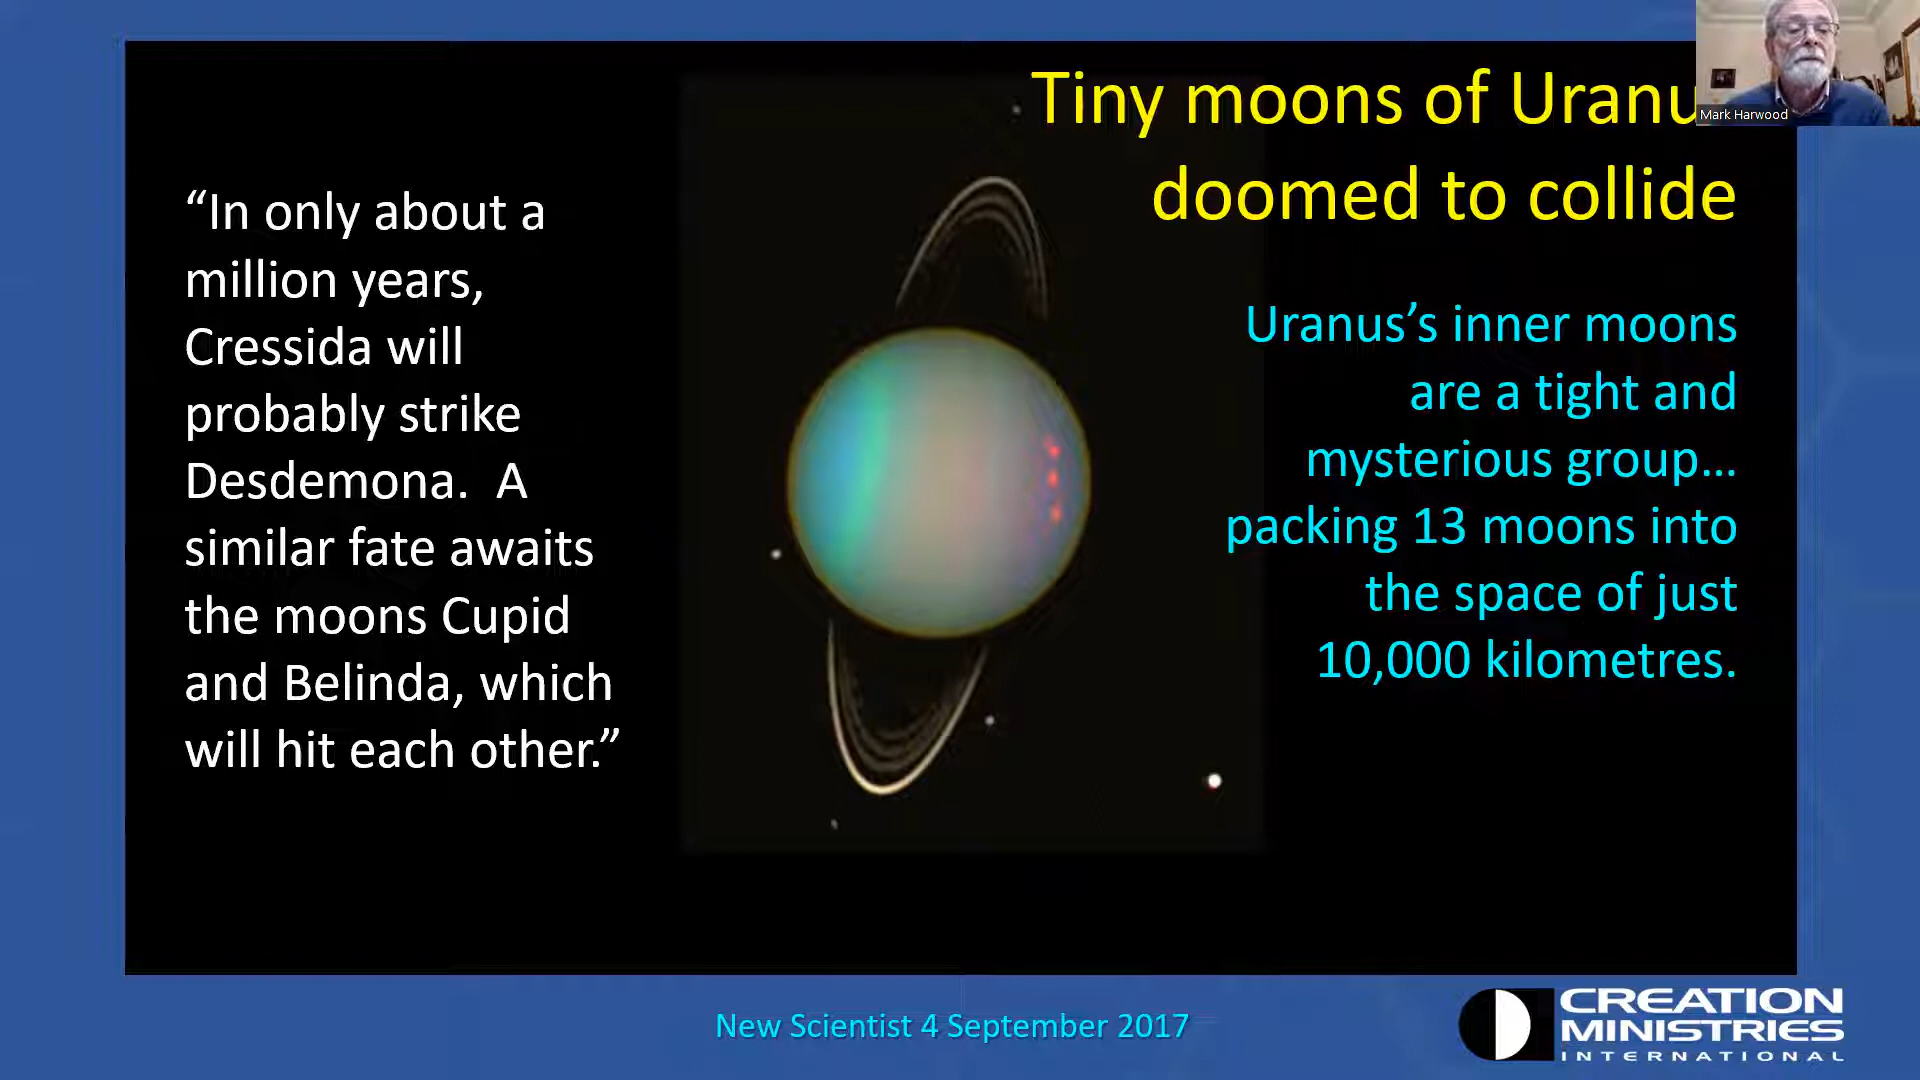 Tiny moons of Uranu
doomed to collide
Mark Harwood
“In only about a
million years,
Cressida will
probably strike
Desdemona.  A
similar fate awaits
the moons Cupid
and Belinda, which
will hit each other.”
Uranus’s inner moons
are a tight and
mysterious group…
packing 13 moons into
the space of just
10,000 kilometres.
New Scientist 4 September 2017
CREATION
MINISTRIES
INTERNATIONAL